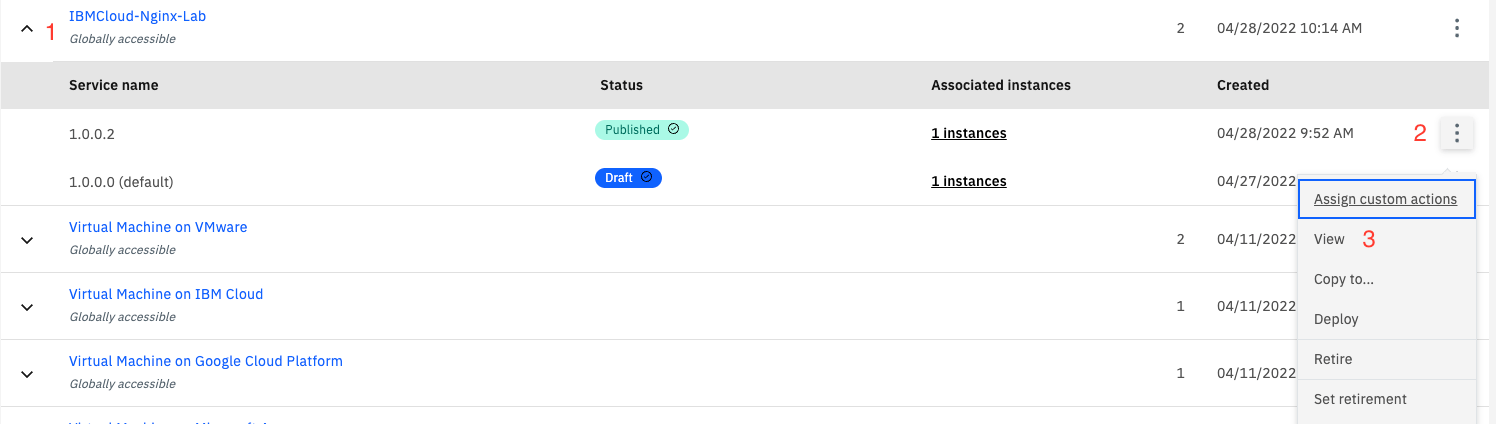 1 IBMCloud-Nginx-Lab 2 04/28/2022 10:14 AM
Globally accessible
Service name Status Associated instances Created
1.0.0.2 Published 1 instances 04/28/2022 9:52 AM 2
1.0.0.0 (default) Draft 1 instances 04/27/2022
Assign custom actions
Virtual Machine on VMware 2 04/11/2022
Globally accessible
View 3
Copy to...
Virtual Machine on IBM Cloud 1 04/11/2022
Globally accessible
Deploy
Virtual Machine on Google Cloud Platform 1 04/11/2022
Globally accessible
Retire
Set retirement